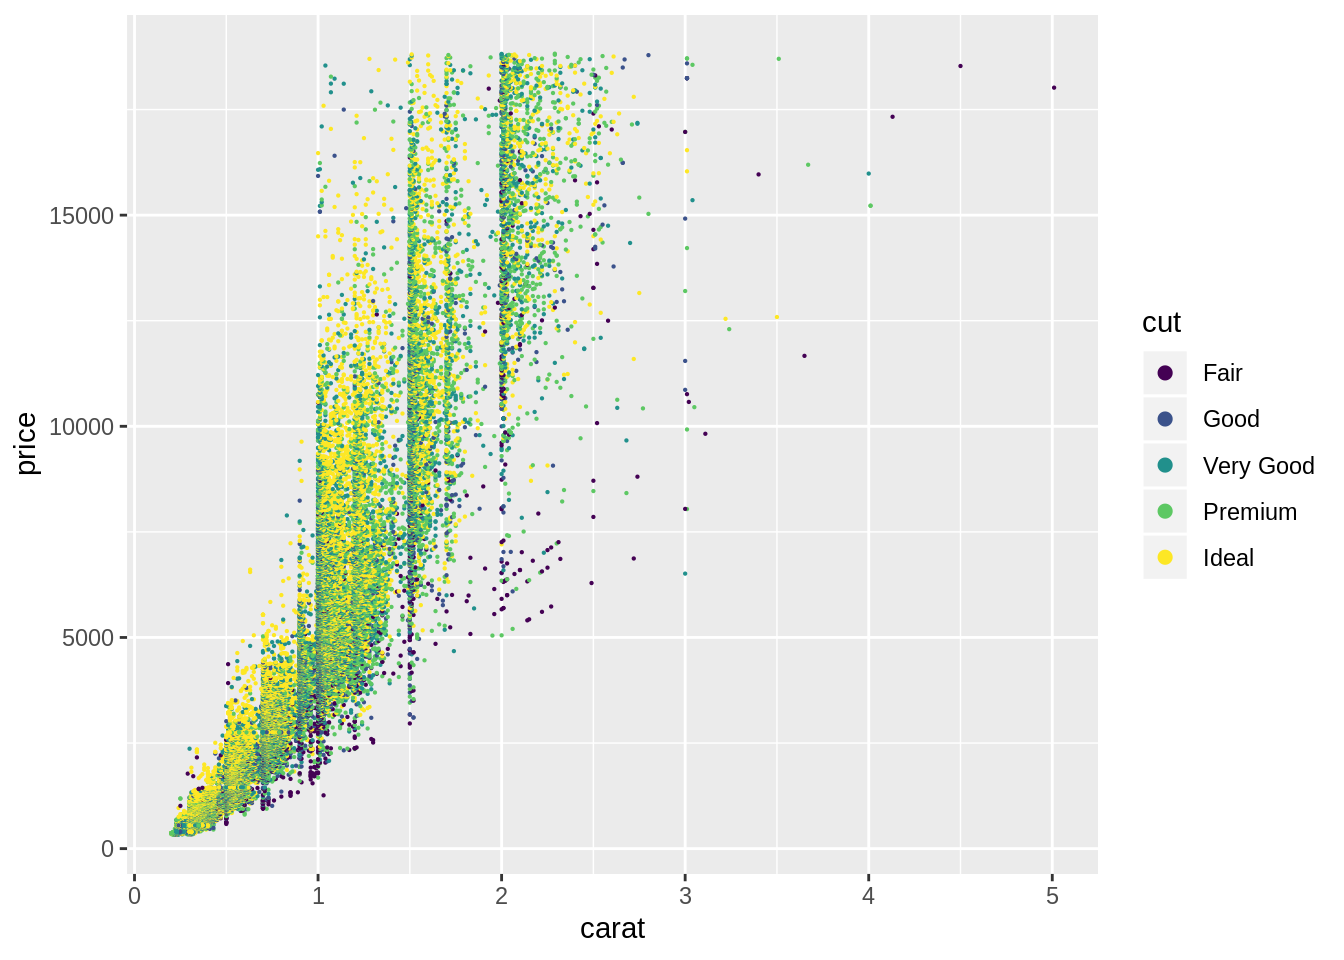 price
15000
10000
5000
0
0 1 2 3 4 5
carat
cut
Fair
Good
Very Good
Premium
Ideal